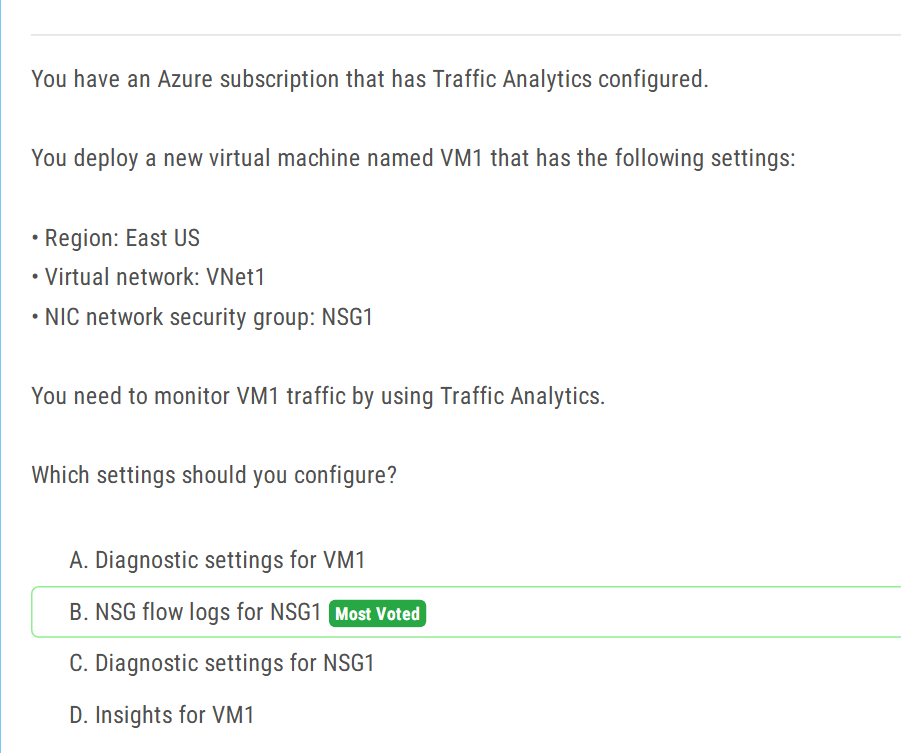 You have an Azure subscription that has Traffic Analytics configured.
You deploy a new virtual machine named VM1 that has the following settings:
• Region: East US
• Virtual network: VNet1
• NIC network security group: NSG1
You need to monitor VM1 traffic by using Traffic Analytics.
Which settings should you configure?
A. Diagnostic settings for VM1
B. NSG flow logs for NSG1 Most Voted
C. Diagnostic settings for NSG1
D. Insights for VM1